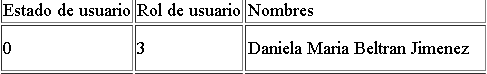 Estado de usuario Rol de usuario Nombres
0 3 Daniela Maria Beltran Jimenez